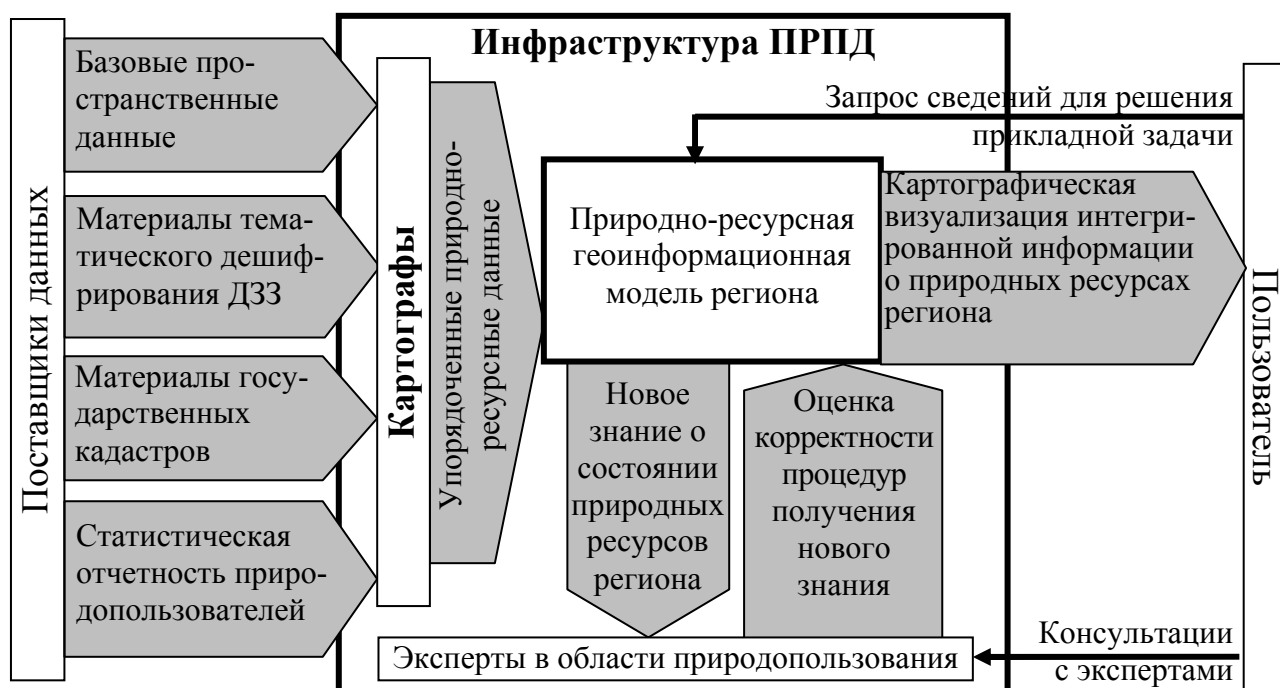 Инфраструктура ПРПД
Поставщики данных
Базовые про-
странственные
данные
Материалы тема-
тического дешиф-
рирования ДЗЗ
Материалы госу-
дарственных
кадастров
Статистическая
отчетность приро-
допользователей
Картографы
Упорядоченные природно-
ресурсные данные
Природно-ресурсная
геоинформационная
модель региона
Запрос сведений для решения
прикладной задачи
Картографическая
визуализация интегри-
рованной информации
о природных ресурсах
региона
Новое
знание о
состоянии
природных
ресурсов
региона
Оценка
корректности
процедур
получения
нового
знания
Эксперты в области природопользования
Консультации
с экспертами
Пользователь